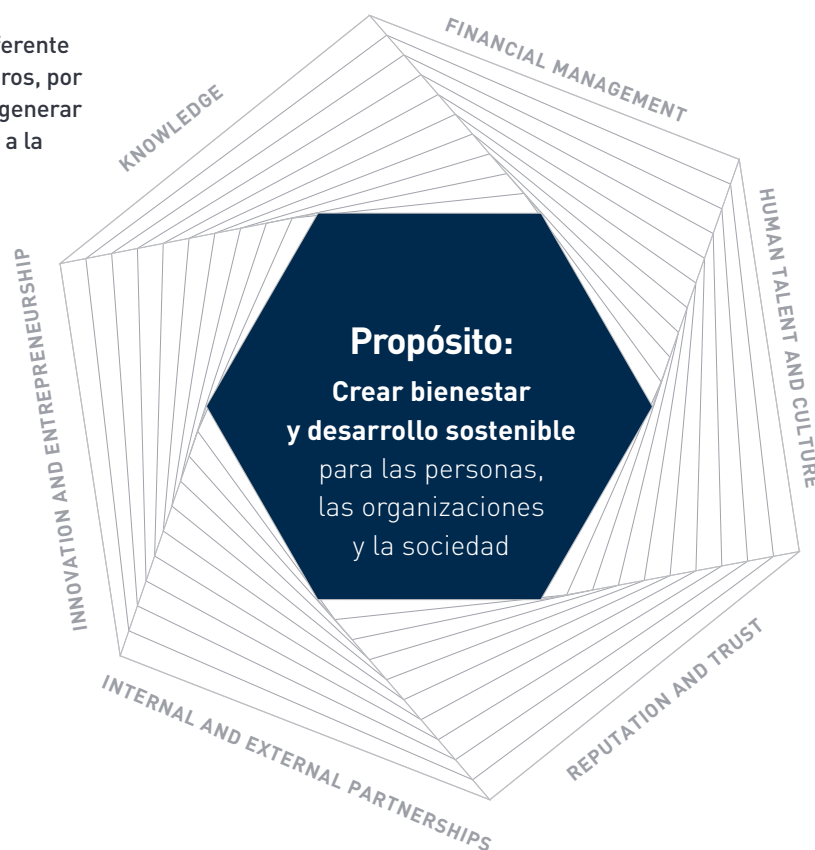 ferente
ros, por
generar
a la
KNOWLEDGE
FINANCIAL MANAGEMENT
HUMAN TALENT AND CULTURE
INNOVATION AND ENTREPRENEURSHIP
Propósito:
Crear bienestar
y desarrollo sostenible
para las personas,
las organizaciones
y la sociedad
REPUTATION AND TRUST
INTERNAL AND EXTERNAL PARTNERSHIPS